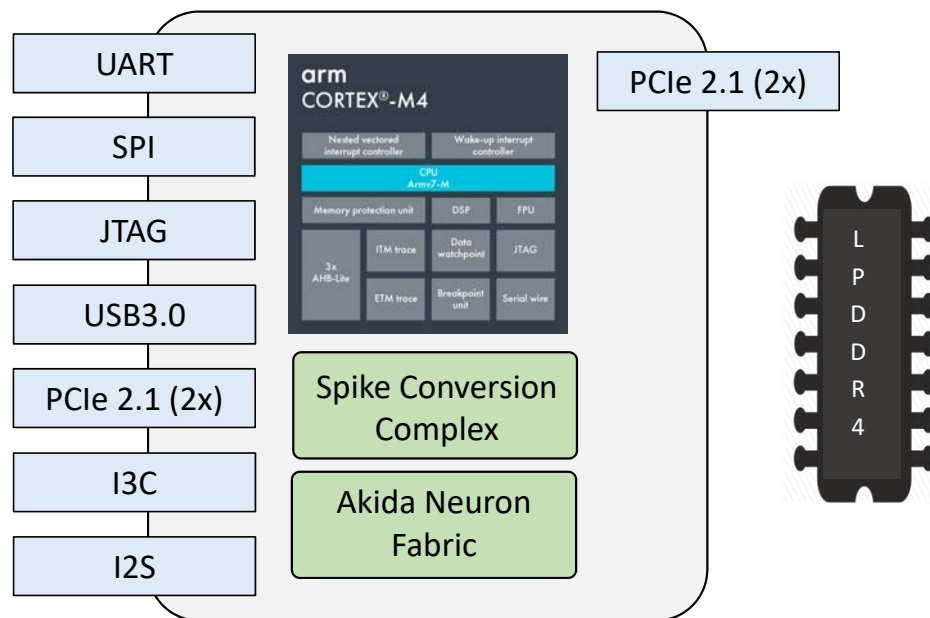 UART
SPI
JTAG
USB3.0
PCIe 2.1 (2x)
I3C
I2S
arm
CORTEX®-M4
Nested vectored
interrupt controller
Wake-up interrupt
controller
CPU
Armv7-M
Memory protection unit
DSP
FPU
3x
AHB-Lite
ITM trace
Data
watchpoint
JTAG
ETM trace
Breakpoint
unit
Serial wire
Spike Conversion
Complex
Akida Neuron
Fabric
PCIe 2.1 (2x)
L
P
D
D
R
4